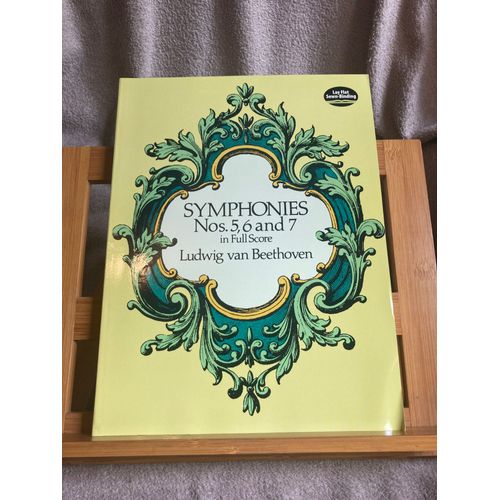 Lay Flat
Sewn Binding
SYMPHONIES
Nos. 5, 6 and 7
in Full Score
Ludwig van Beethoven